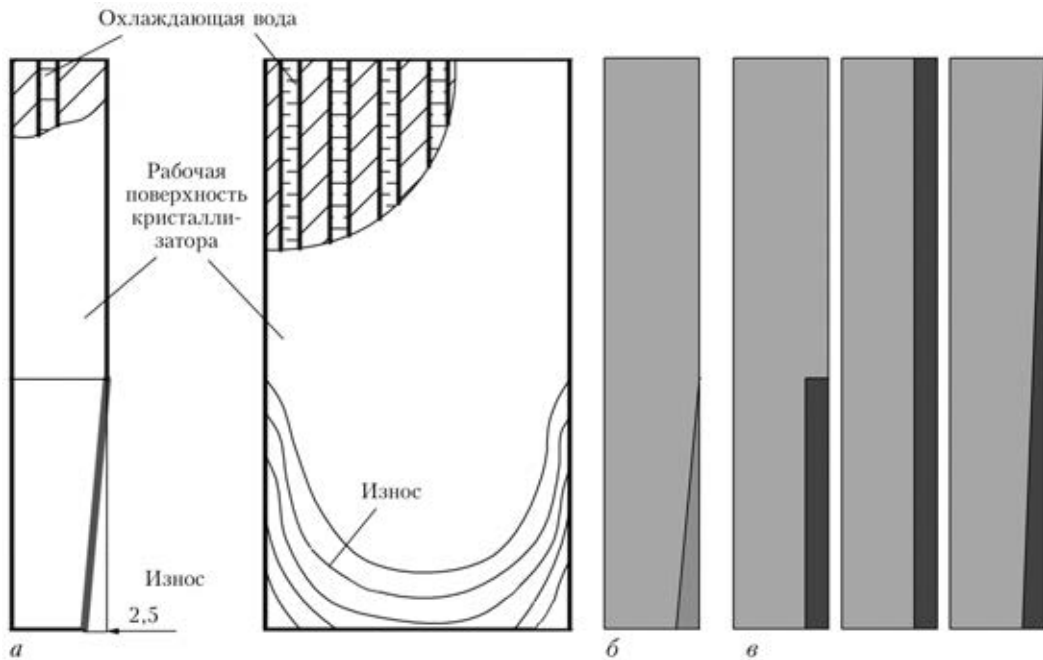 Охлаждающая вода
Рабочая
поверхность
кристалли-
затора
Износ
Износ
2,5
а
б
в